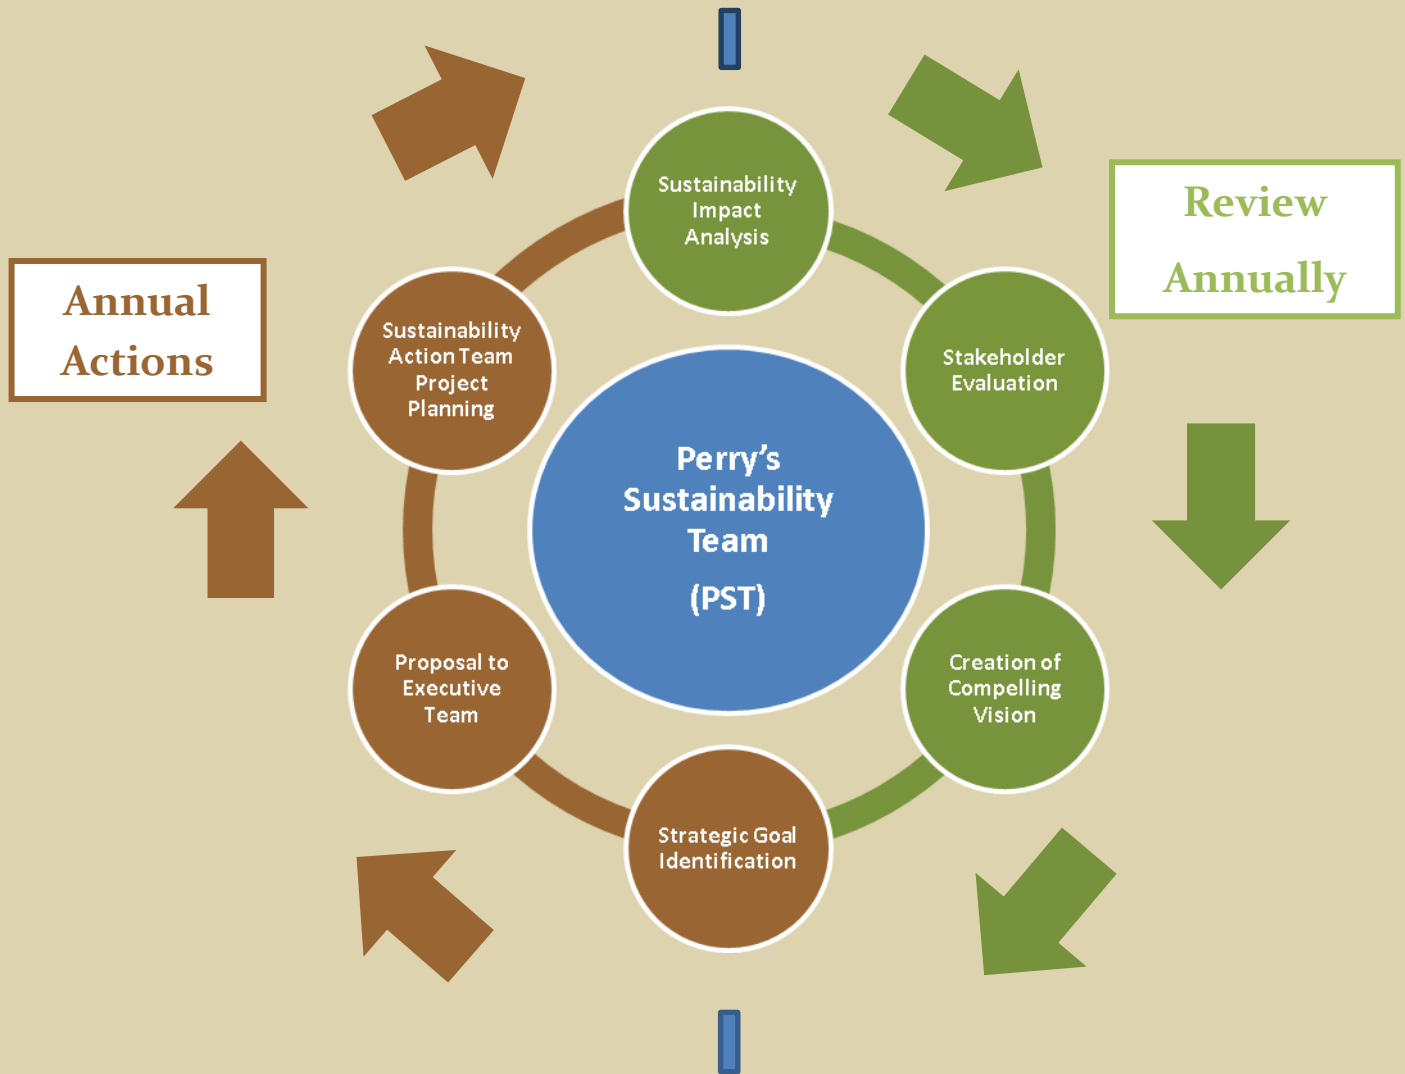 Sustainability
Impact
Analysis
Review
Annually
Stakeholder
Evaluation
Creation of
Compelling
Vision
Strategic Goal
Identification
Proposal to
Executive
Team
Sustainability
Action Team
Project
Planning
Annual
Actions
Perry's
Sustainability
Team
(PST)